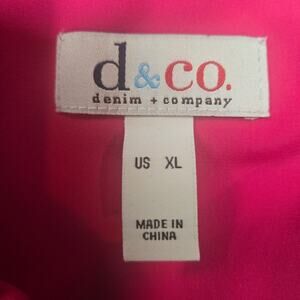 d&co.
denim + company
US XL
MADE IN
CHINA